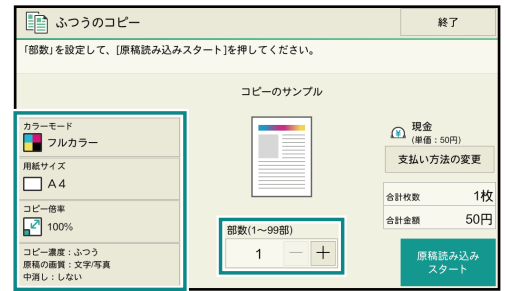 ふつうのコピー
終了
「部数」を設定して、[原稿読み込みスタート]を押してください。
コピーのサンプル
カラーモード
フルカラー
用紙サイズ
A4
コピー倍率
100%
コピー濃度：ふつう
原稿の画質：文字/写真
中消し：しない
部数(1～99部)
1 － ＋
¥ 現金
(単価：50円)
支払い方法の変更
合計枚数 1枚
合計金額 50円
原稿読み込み
スタート